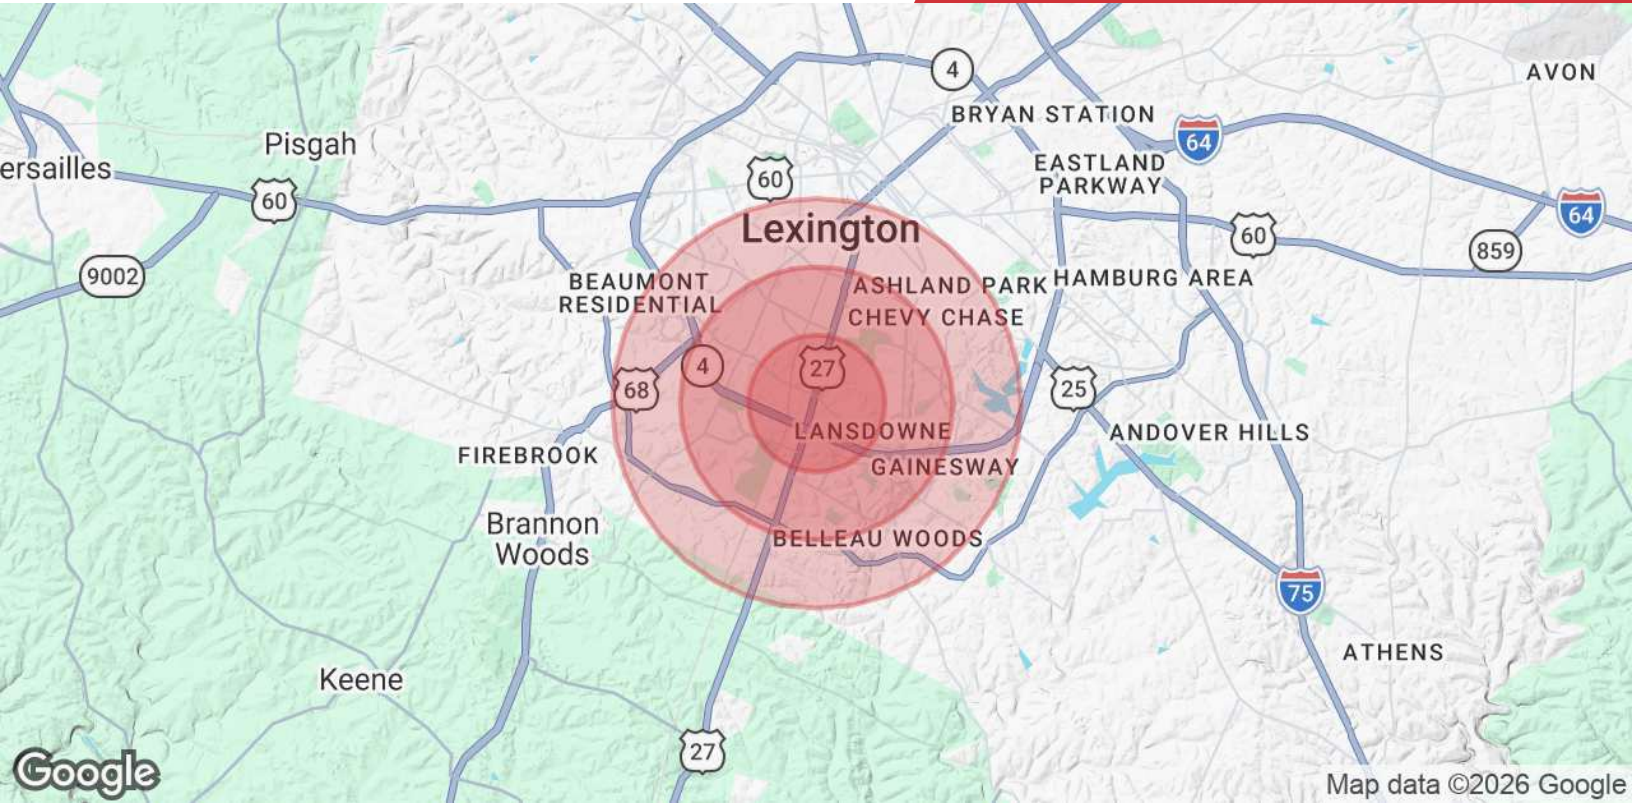 4
AVON
BRYAN STATION
64
Pisgah
ersailles
EASTLAND
PARKWAY
60
60
64
Lexington
60
859
9002
BEAUMONT
RESIDENTIAL
ASHLAND PARK
HAMBURG AREA
CHEVY CHASE
4
27
68
25
LANSDOWNE
ANDOVER HILLS
FIREBROOK
GAINESWAY
Brannon
Woods
BELLEAU WOODS
75
ATHENS
Keene
27
Google
Map data ©2026 Google